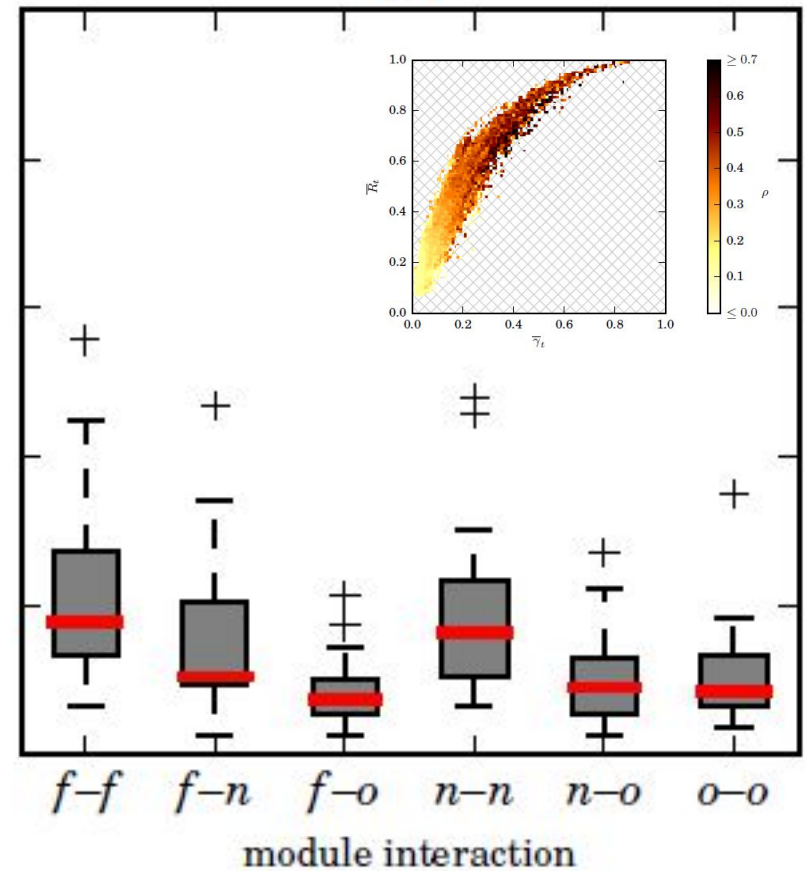 1.0
0.8
0.6
0.4
0.2
0.0
R̅ₜ
0.0 0.2 0.4 0.6 0.8 1.0
γ̅ₜ
≥ 0.7
0.6
0.5
0.4
0.3
0.2
0.1
≤ 0.0
ρ
f–f f–n f–o n–n n–o o–o
module interaction